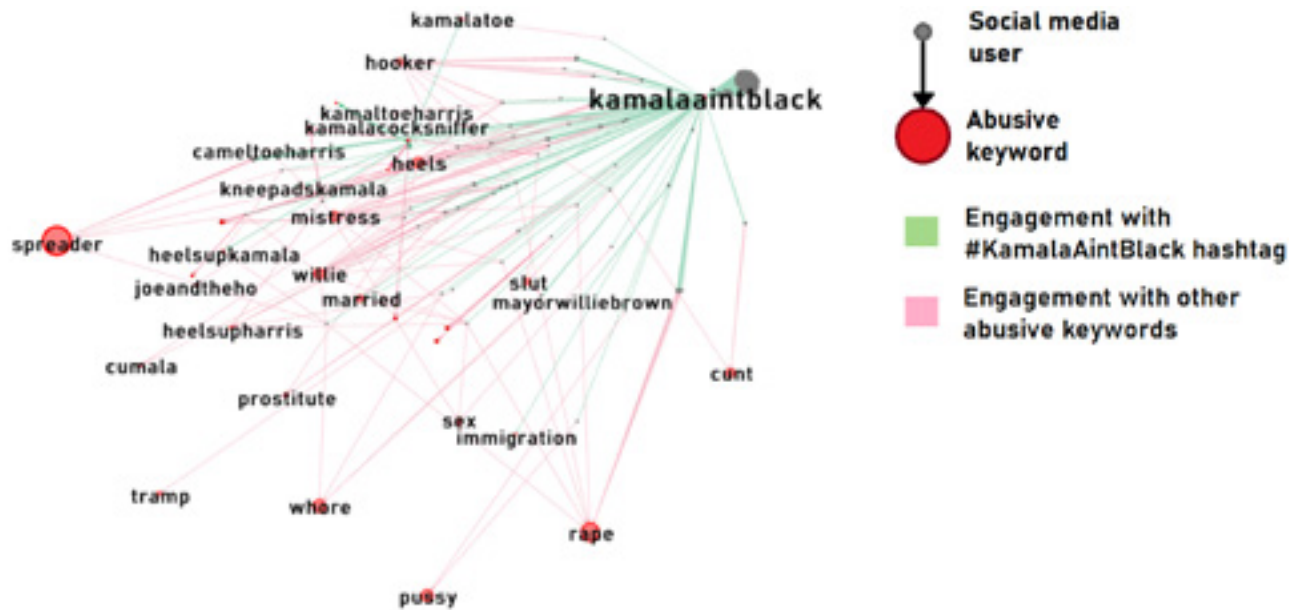 kamalatoe
hooker
kamalaaintblack
kamaltoeharris
kamalacocksniffer
cameltoeharris
heels
kneepadskamala
mistress
spreader
heelsupkamala
willie
joeandtheho
married
slut
mayorwilliebrown
heelsupharris
cumala
cunt
prostitute
sex
immigration
tramp
whore
rape
pussy
Social media
user
Abusive
keyword
Engagement with
#KamalaAintBlack hashtag
Engagement with other
abusive keywords